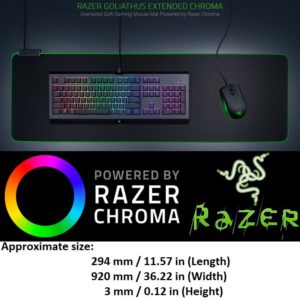 RAZER GOLIATHUS EXTENDED CHROMA
Oversized Soft Gaming Mouse Mat Powered by Razer Chroma
POWERED BY
RAZER
CHROMA
RAZER
Approximate size:
294 mm / 11.57 in (Length)
920 mm / 36.22 in (Width)
3 mm / 0.12 in (Height)